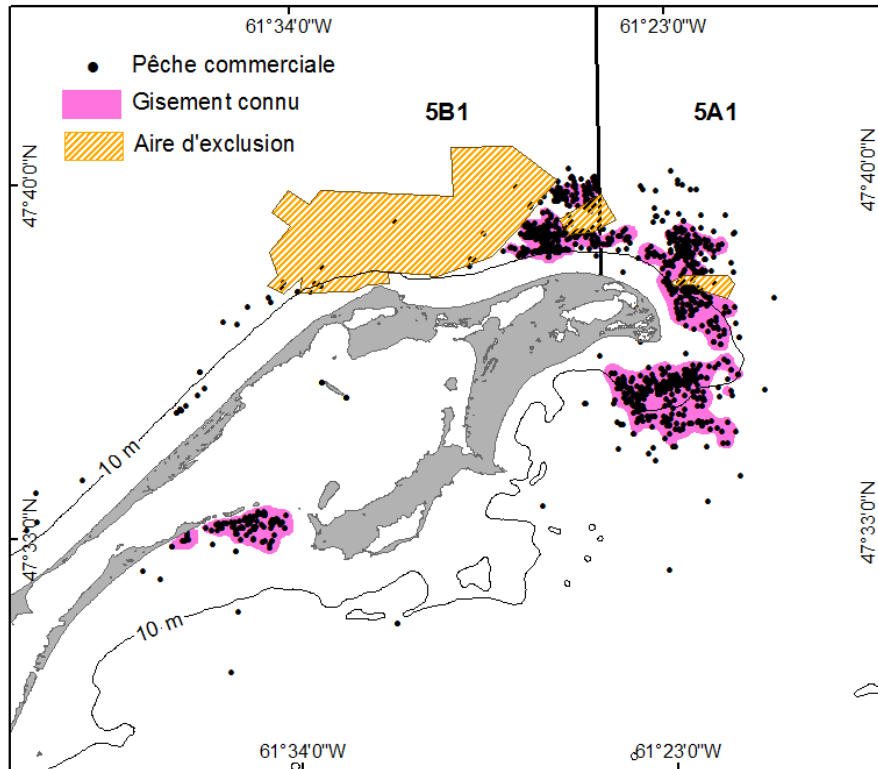 61°34'0"W
61°23'0"W
Pêche commerciale
Gisement connu
Aire d'exclusion
5B1
5A1
47°40'0"N
47°40'0"N
10 m
47°33'0"N
47°33'0"N
10 m
61°34'0"W
61°23'0"W